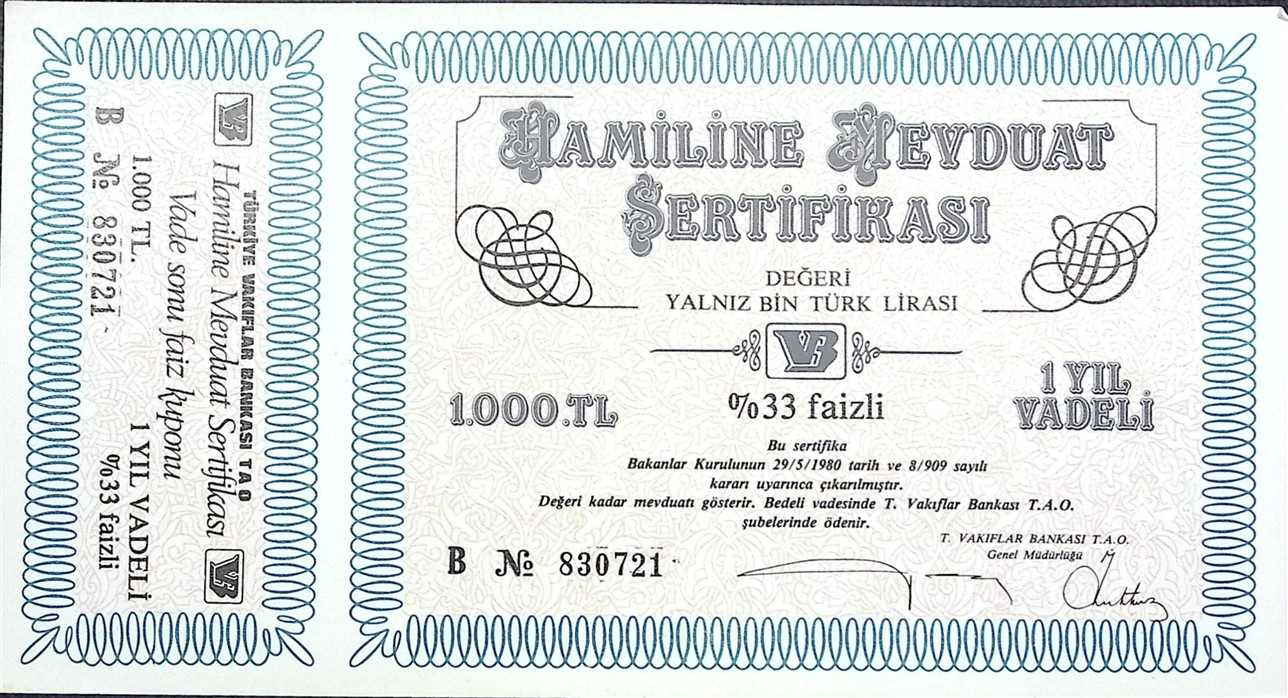 TÜRKİYE VAKIFLAR BANKASI T A O
VB
Hamiline Mevduat Sertifikası
VB
Vade sonu faiz kuponu
1.000 TL.
1 YIL VADELİ
B № 830721
%33 faizli
HAMİLİNE MEVDUAT
SERTİFİKASI
DEĞERİ
YALNIZ BİN TÜRK LİRASI
VB
1.000.TL
%33 faizli
1 YIL
VADELİ
Bu sertifika
Bakanlar Kurulunun 29/5/1980 tarih ve 8/909 sayılı
kararı uyarınca çıkarılmıştır.
Değeri kadar mevduatı gösterir. Bedeli vadesinde T. Vakıflar Bankası T.A.O.
şubelerinde ödenir.
T. VAKIFLAR BANKASI T.A.O.
Genel Müdürlüğü
B № 830721